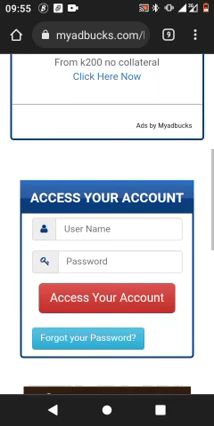 09:55
myadbucks.com/l
9
From k200 no collateral
Click Here Now
Ads by Myadbucks
ACCESS YOUR ACCOUNT
User Name
Password
Access Your Account
Forgot your Password?